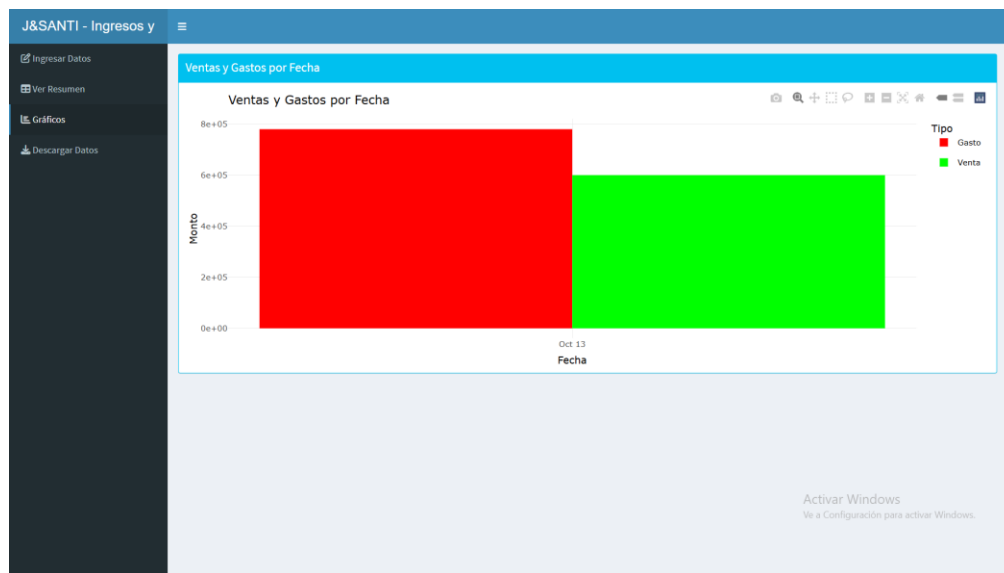 J&SANTI - Ingresos y
Ingresar Datos
Ver Resumen
Gráficos
Descargar Datos
Ventas y Gastos por Fecha
Ventas y Gastos por Fecha
8e+05
6e+05
4e+05
2e+05
0e+00
Monto
Oct 13
Fecha
Tipo
Gasto
Venta
Activar Windows
Ve a Configuración para activar Windows.